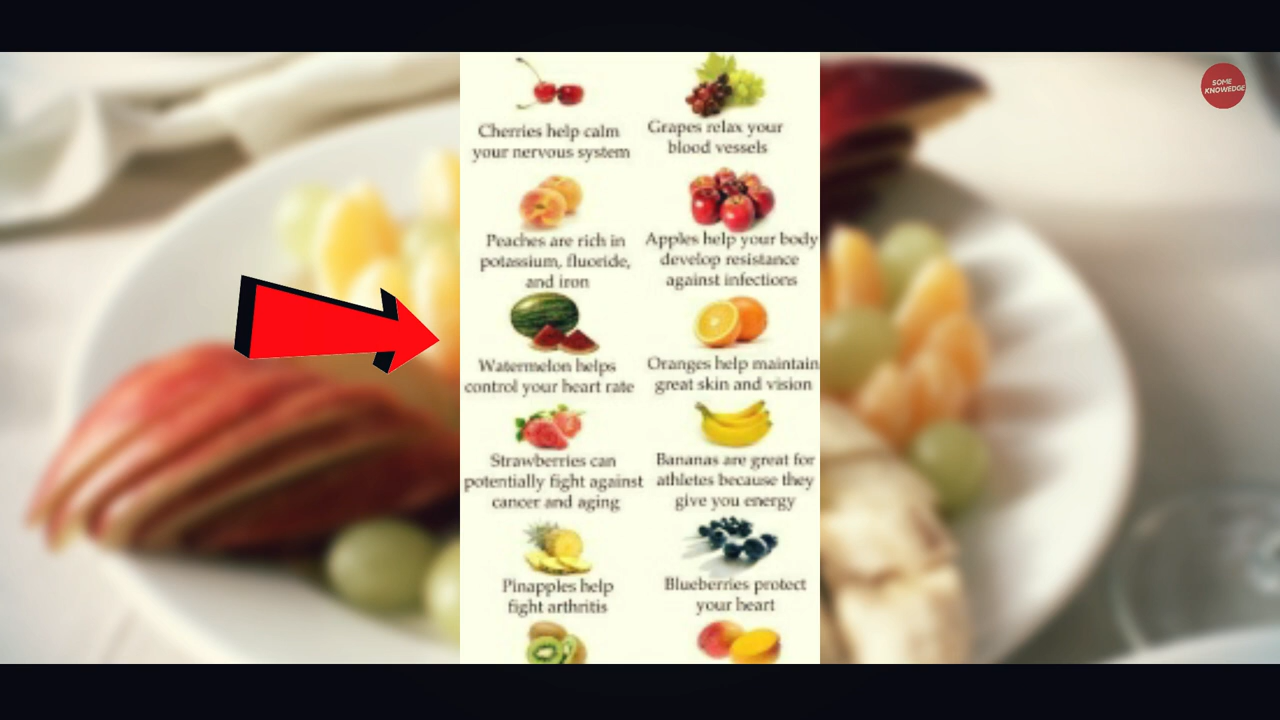 SOME
KNOWEDGE
Cherries help calm
your nervous system
Grapes relax your
blood vessels
Peaches are rich in
potassium, fluoride,
and iron
Apples help your body
develop resistance
against infections
Watermelon helps
control your heart rate
Oranges help maintain
great skin and vision
Strawberries can
potentially fight against
cancer and aging
Bananas are great for
athletes because they
give you energy
Pinapples help
fight arthritis
Blueberries protect
your heart